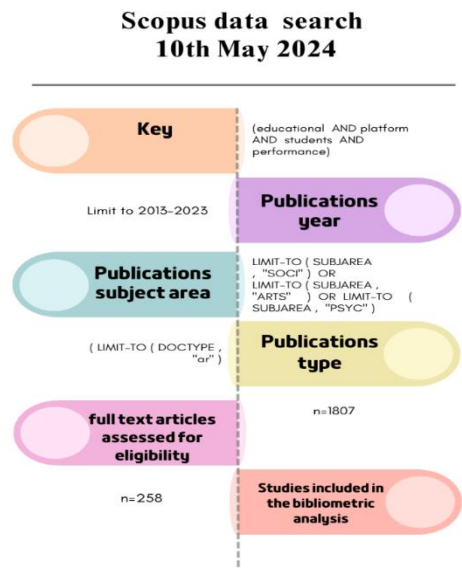 Scopus data search
10th May 2024
Key
(educational AND platform
AND students AND
performance)
Limit to 2013-2023
Publications
year
Publications
subject area
LIMIT-TO ( SUBJAREA
, "SOCI" ) OR
LIMIT-TO ( SUBJAREA ,
"ARTS" ) OR LIMIT-TO (
SUBJAREA , "PSYC" )
( LIMIT-TO ( DOCTYPE ,
"ar" )
Publications
type
full text articles
assessed for
eligibility
n=1807
n=258
Studies included in
the bibliometric
analysis